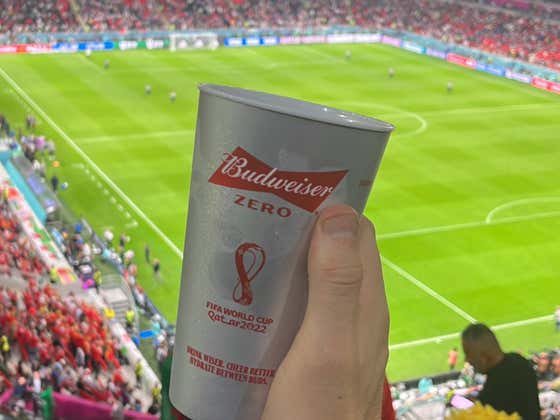 Budweiser
ZERO
FIFA WORLD CUP
Qatar2022
DRINK WISER. CHEER BETTER.
HYDRATE BETWEEN BUDS.